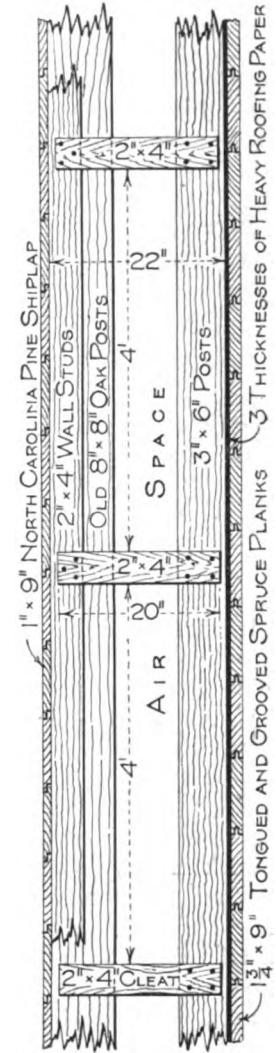 1" × 9" NORTH CAROLINA PINE SHIPLAP
2" × 4" WALL STUDS
OLD 8" × 8" OAK POSTS
2" × 4"
22"
4'
AIR SPACE
3" × 6" POSTS
3 THICKNESSES OF HEAVY ROOFING PAPER
2" × 4"
20"
4'
2" × 4" CLEAT
1 3/4" × 9" TONGUED AND GROOVED SPRUCE PLANKS